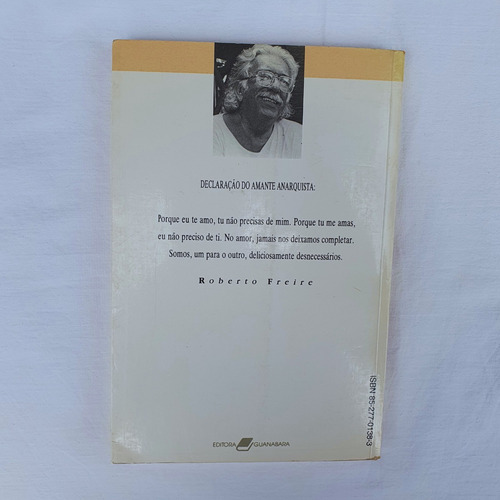 DECLARAÇÃO DO AMANTE ANARQUISTA:
Porque eu te amo, tu não precisas de mim. Porque tu me amas,
eu não preciso de ti. No amor, jamais nos deixamos completar.
Somos, um para o outro, deliciosamente desnecessários.
Roberto Freire
ISBN 85-277-0138-3
EDITORA GUANABARA